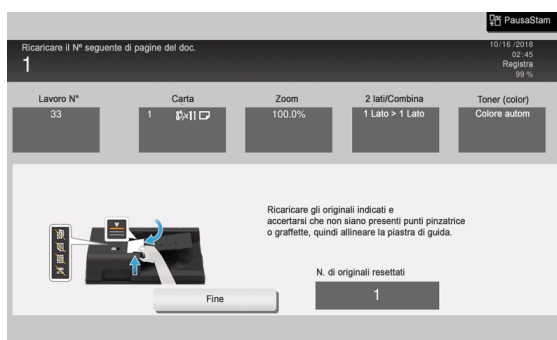 PausaStam
Ricaricare il Nº seguente di pagine del doc.
1
10/16 /2018
02:45
Registra
99 %
Lavoro N°
Carta
Zoom
2 lati/Combina
Toner (color)
33
1
100.0%
1 Lato > 1 Lato
Colore autom
Ricaricare gli originali indicati e
accertarsi che non siano presenti punti pinzatrice
o graffette, quindi allineare la piastra di guida.
N. di originali resettati
1
Fine